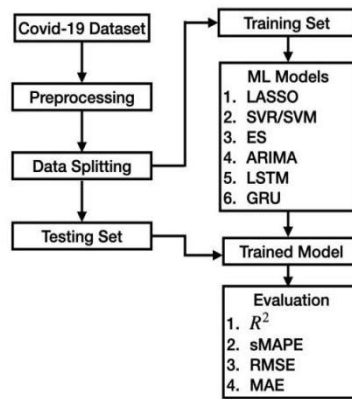 Covid-19 Dataset
Preprocessing
Data Splitting
Testing Set
Training Set
ML Models
1. LASSO
2. SVR/SVM
3. ES
4. ARIMA
5. LSTM
6. GRU
Trained Model
Evaluation
1. R²
2. sMAPE
3. RMSE
4. MAE